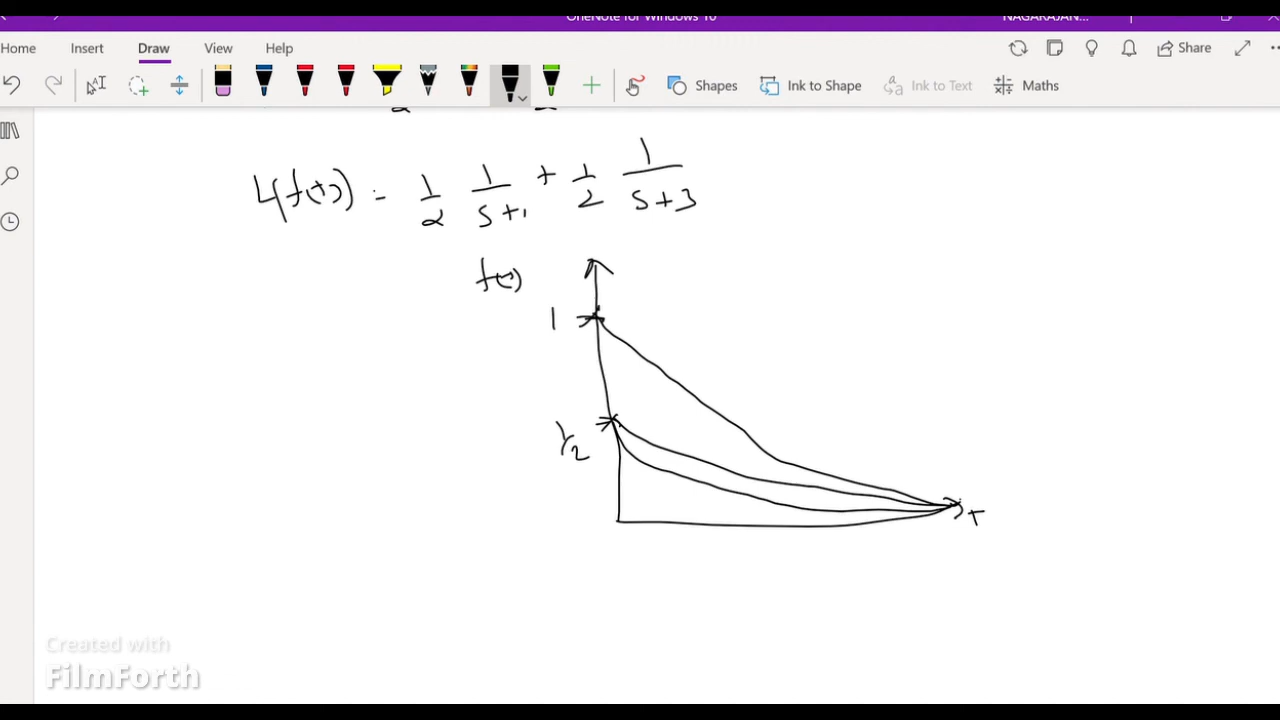 OneNote for Windows 10 NAGARAJAN...
Home Insert Draw View Help Share
Shapes Ink to Shape Ink to Text Maths
L(f(t)) = 1/2 1/(s+1) + 1/2 1/(s+3)
f(t)
1
1/2
t
Created with
FilmForth